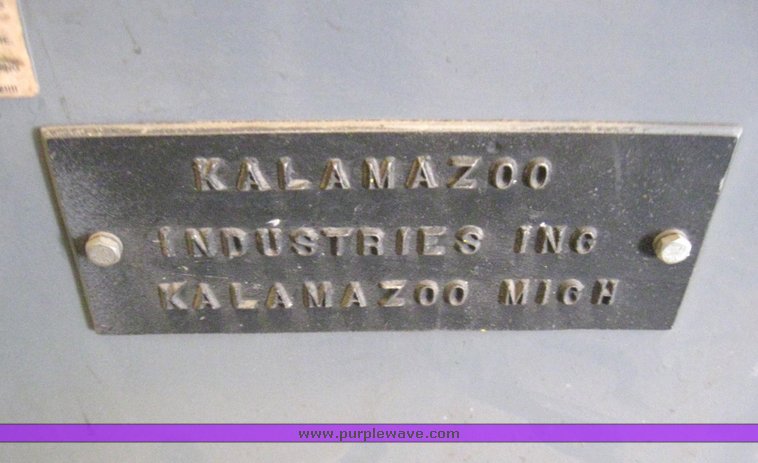 KALAMAZOO
INDUSTRIES INC
KALAMAZOO MICH
www.purplewave.com